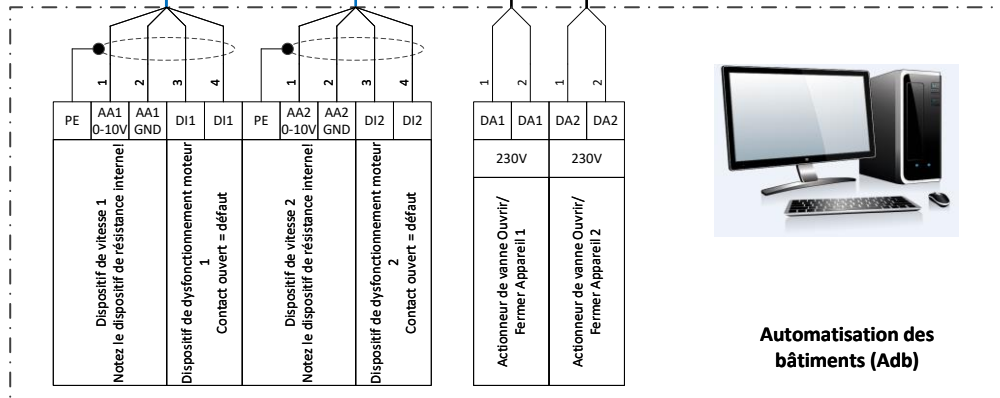 1 2 3 4 1 2 3 4 1 2 1 2
PE AA1 AA1 DI1 DI1 PE AA2 AA2 DI2 DI2 DA1 DA1 DA2 DA2
0-10V GND 0-10V GND
230V 230V
Dispositif de vitesse 1
Notez le dispositif de résistance interne!
Dispositif de dysfonctionnement moteur
1
Contact ouvert = défaut
Dispositif de vitesse 2
Notez le dispositif de résistance interne!
Dispositif de dysfonctionnement moteur
2
Contact ouvert = défaut
Actionneur de vanne Ouvrir/
Fermer Appareil 1
Actionneur de vanne Ouvrir/
Fermer Appareil 2
Automatisation des
bâtiments (Adb)